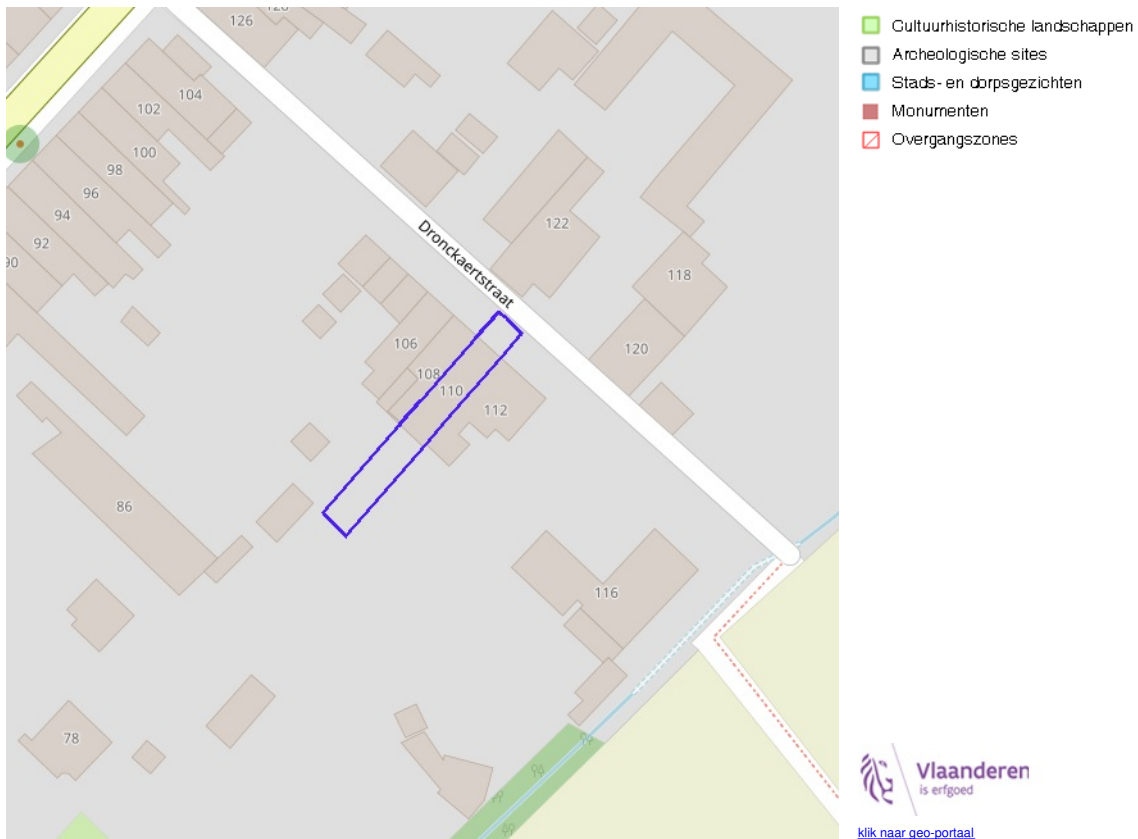 Cultuurhistorische landschappen
Archeologische sites
Stads- en dorpsgezichten
Monumenten
Overgangszones
126
104
102
100
98
96
94
92
90
122
Dronckaertstraat
118
120
106
108
110
112
86
116
78
Vlaanderen
is erfgoed
klik naar geo-portaal